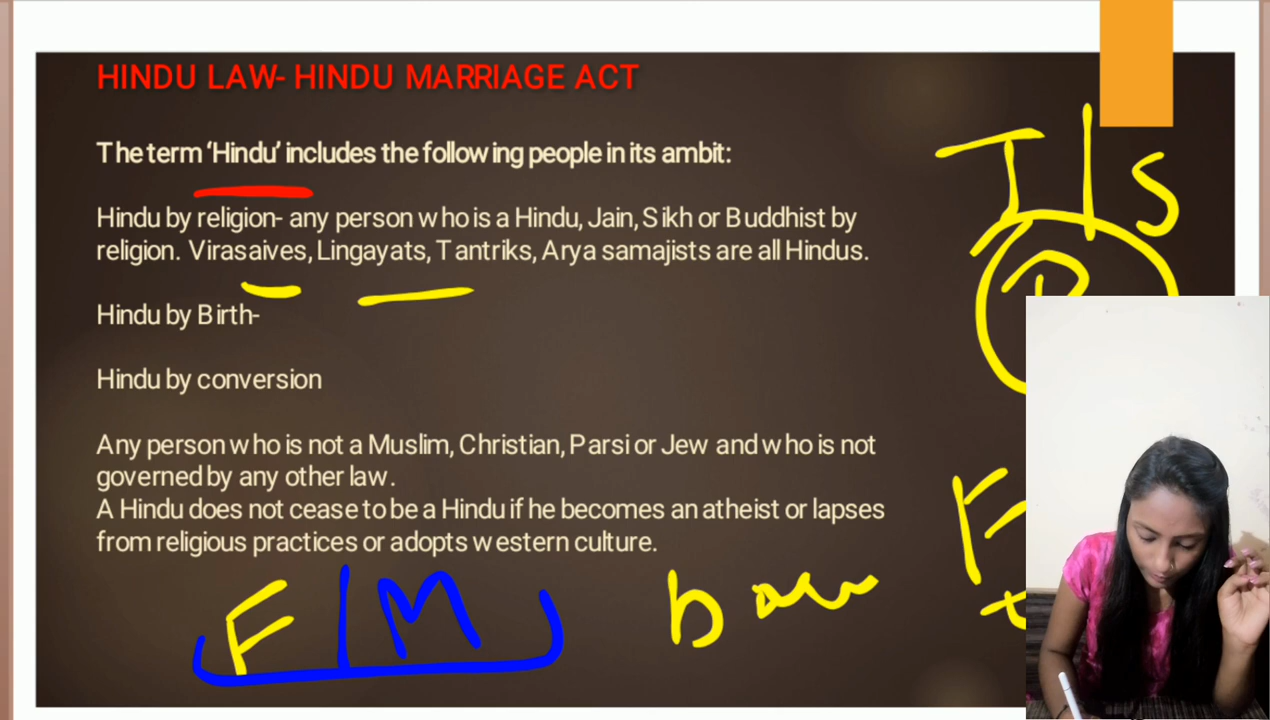 HINDU LAW- HINDU MARRIAGE ACT
The term ‘Hindu’ includes the following people in its ambit:
Hindu by religion- any person who is a Hindu, Jain, Sikh or Buddhist by
religion. Virasaives, Lingayats, Tantriks, Arya samajists are all Hindus.
Hindu by Birth-
Hindu by conversion
Any person who is not a Muslim, Christian, Parsi or Jew and who is not
governed by any other law.
A Hindu does not cease to be a Hindu if he becomes an atheist or lapses
from religious practices or adopts western culture.
F | M